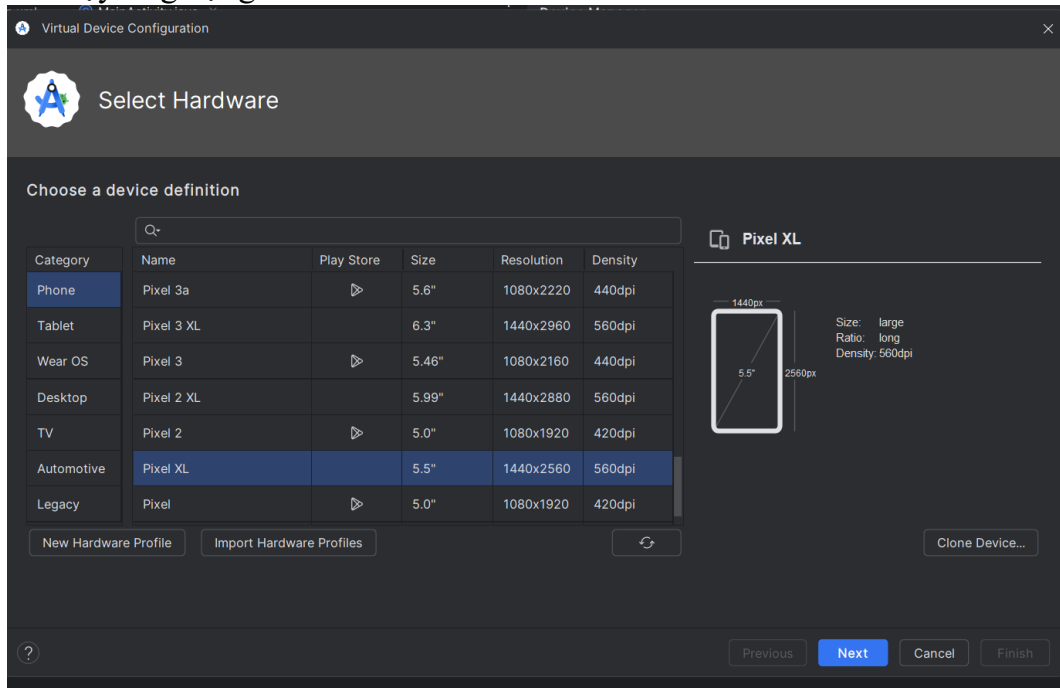 Virtual Device Configuration
Select Hardware
Choose a device definition
Category Name Play Store Size Resolution Density
Phone Pixel 3a 5.6" 1080x2220 440dpi
Tablet Pixel 3 XL 6.3" 1440x2960 560dpi
Wear OS Pixel 3 5.46" 1080x2160 440dpi
Desktop Pixel 2 XL 5.99" 1440x2880 560dpi
TV Pixel 2 5.0" 1080x1920 420dpi
Automotive Pixel XL 5.5" 1440x2560 560dpi
Legacy Pixel 5.0" 1080x1920 420dpi
New Hardware Profile Import Hardware Profiles
Pixel XL
1440px
5.5" 2560px
Size: large
Ratio: long
Density: 560dpi
Clone Device...
? Previous Next Cancel Finish